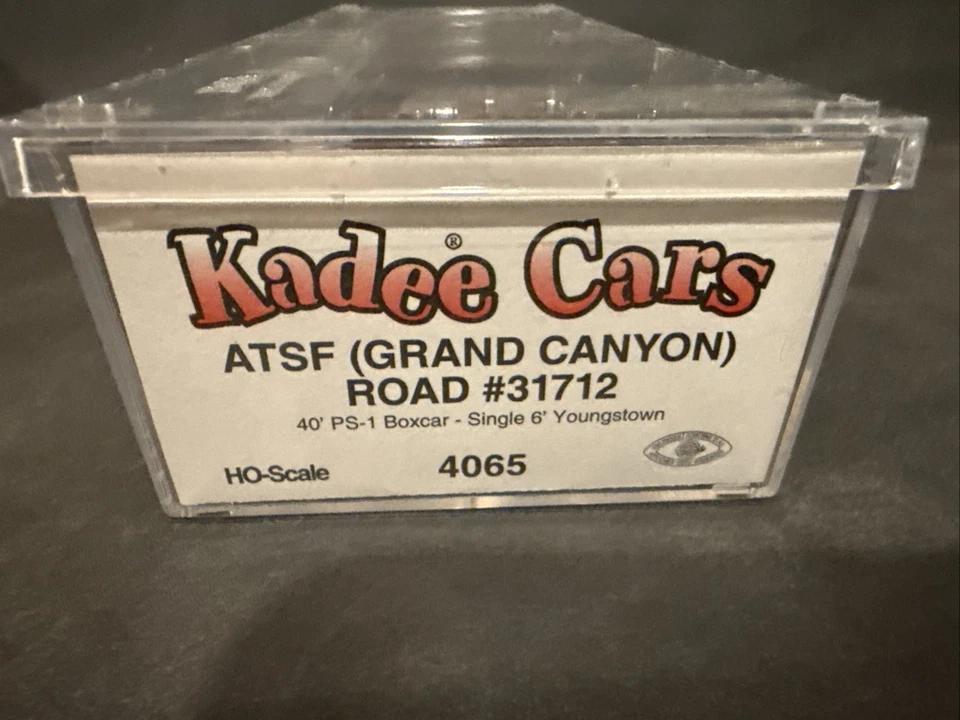 Kadee® Cars
ATSF (GRAND CANYON)
ROAD #31712
40' PS-1 Boxcar - Single 6' Youngstown
HO-Scale
4065